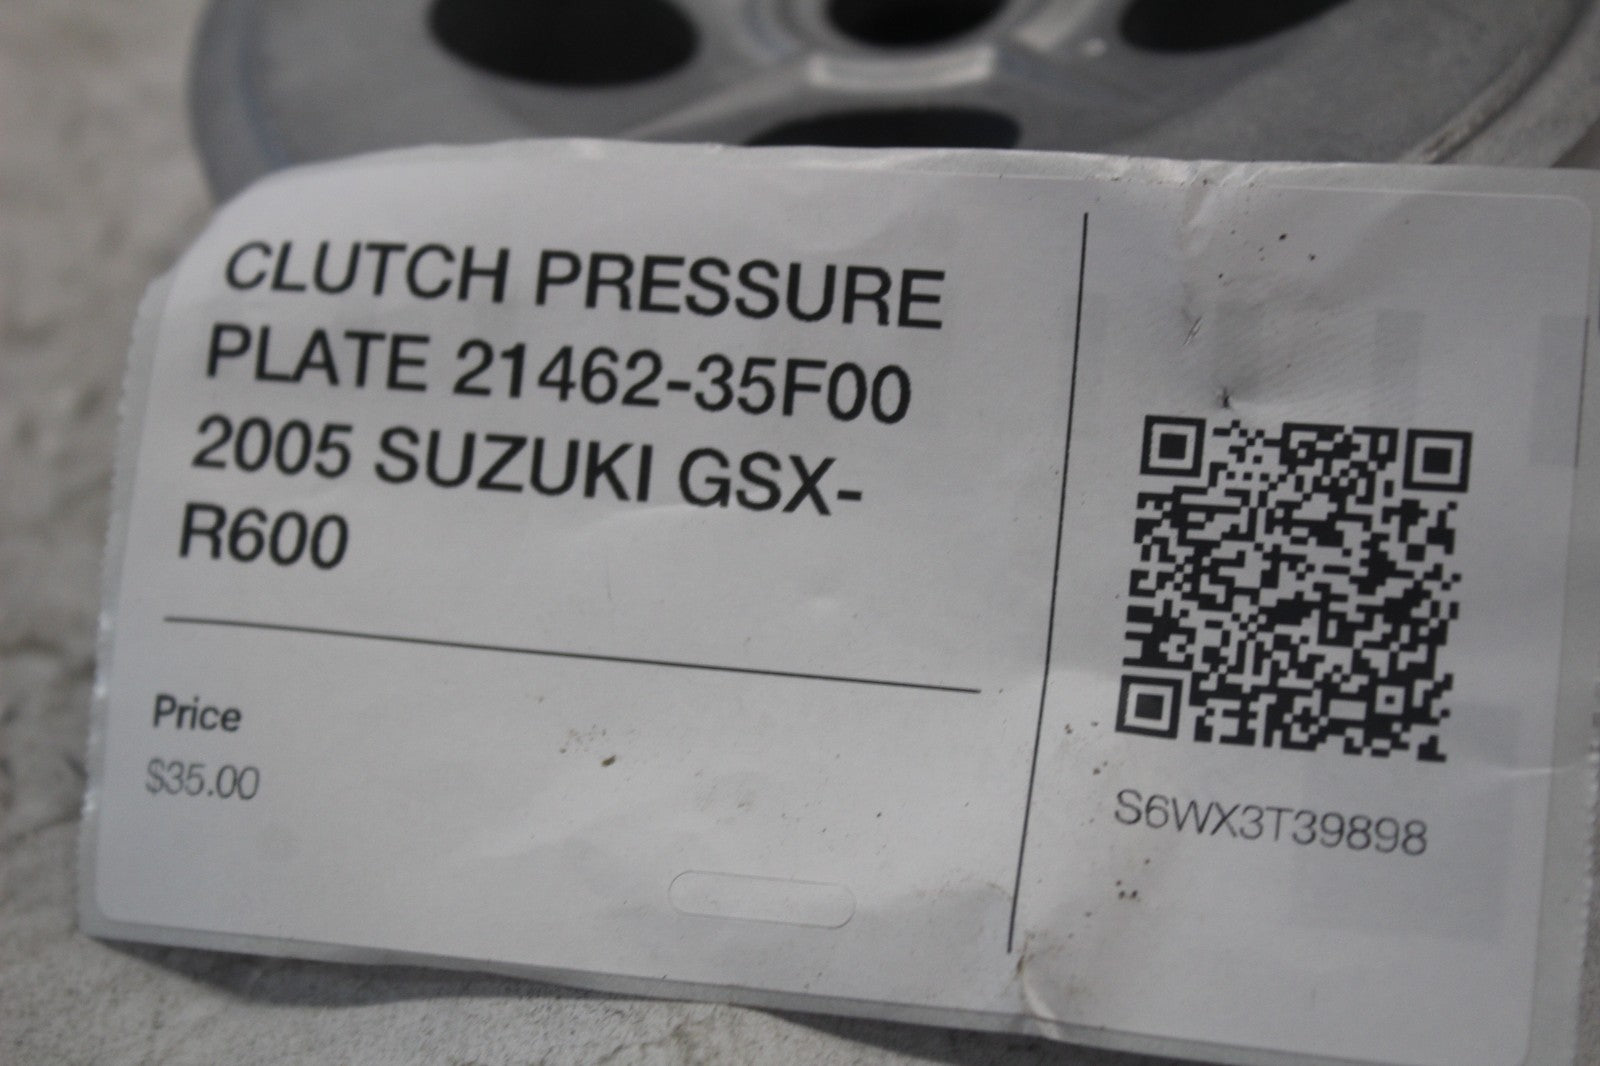 CLUTCH PRESSURE
PLATE 21462-35F00
2005 SUZUKI GSX-
R600
Price
$35.00
S6WX3T39898